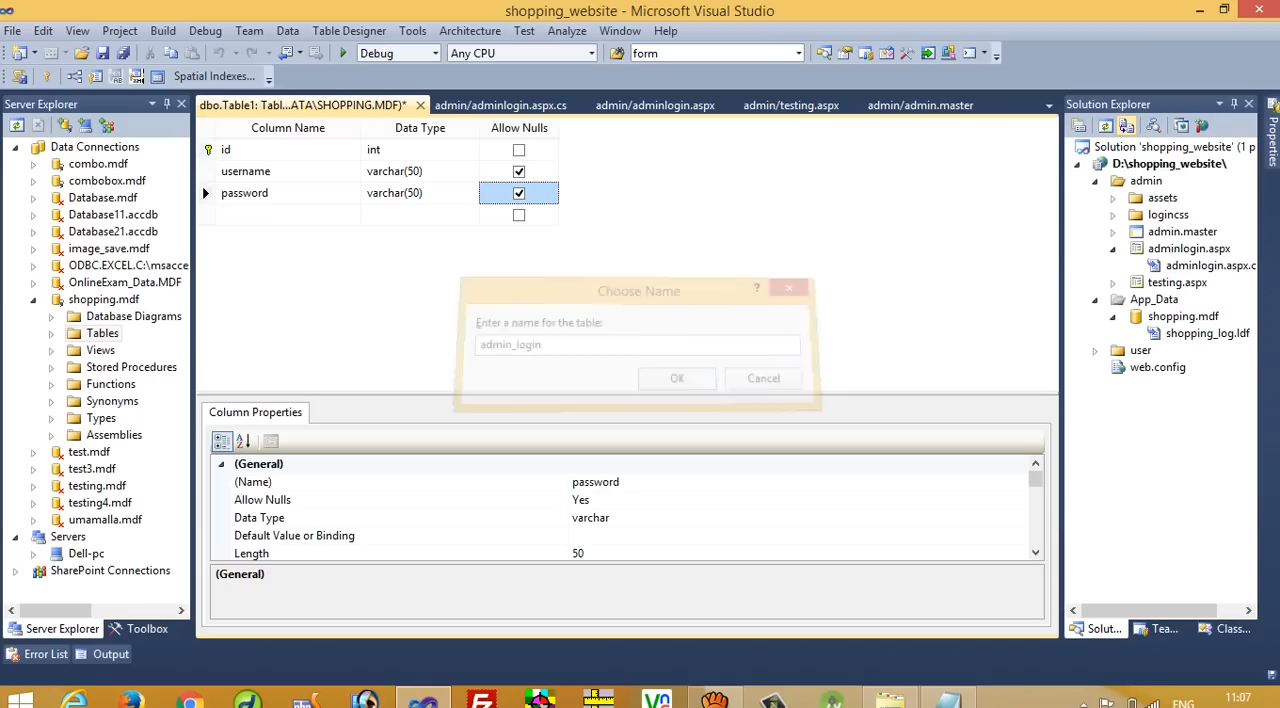 shopping_website - Microsoft Visual Studio
File Edit View Project Build Debug Team Data Table Designer Tools Architecture Test Analyze Window Help
Debug Any CPU form
Spatial Indexes...
Server Explorer
dbo.Table1: Tabl...ATA\SHOPPING.MDF)* admin/adminlogin.aspx.cs admin/adminlogin.aspx admin/testing.aspx admin/admin.master
Solution Explorer
Properties
Data Connections
combo.mdf
combobox.mdf
Database.mdf
Database11.accdb
Database21.accdb
image_save.mdf
ODBC.EXCEL.C:\msacce
OnlineExam_Data.MDF
shopping.mdf
Database Diagrams
Tables
Views
Stored Procedures
Functions
Synonyms
Types
Assemblies
test.mdf
test3.mdf
testing.mdf
testing4.mdf
umamalla.mdf
Servers
Dell-pc
SharePoint Connections
Server Explorer Toolbox
Error List Output
Column Name Data Type Allow Nulls
id int
username varchar(50)
password varchar(50)
Choose Name ?
Enter a name for the table:
admin_login
OK Cancel
Column Properties
(General)
(Name) password
Allow Nulls Yes
Data Type varchar
Default Value or Binding
Length 50
(General)
Solution 'shopping_website' (1 p
D:\shopping_website\
admin
assets
logincss
admin.master
adminlogin.aspx
adminlogin.aspx.c
testing.aspx
App_Data
shopping.mdf
shopping_log.ldf
user
web.config
Solut... Tea... Class...
ENG
11:07